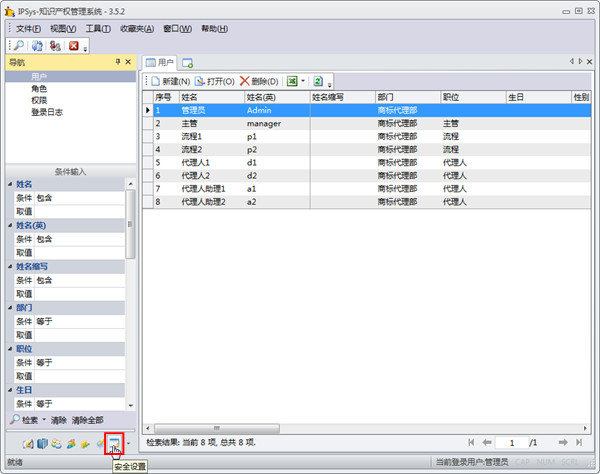 IPSys-知识产权管理系统 - 3.5.2
文件(F) 视图(V) 工具(T) 收藏夹(A) 窗口(W) 帮助(H)
导航
用户
角色
权限
登录日志
条件输入
姓名
条件 包含
取值
姓名(英)
条件 包含
取值
姓名缩写
条件 包含
取值
部门
条件 等于
取值
职位
条件 等于
取值
生日
条件 等于
检索 清除 清除全部
安全设置
用户
新建(N) 打开(O) 删除(D)
序号 姓名 姓名(英) 姓名缩写 部门 职位 生日 性别
1 管理员 Admin 商标代理部
2 主管 manager 商标代理部 主管
3 流程1 p1 商标代理部 流程
4 流程2 p2 商标代理部 流程
5 代理人1 d1 商标代理部 代理人
6 代理人2 d2 商标代理部 代理人
7 代理人助理1 a1 商标代理部 代理人
8 代理人助理2 a2 商标代理部 代理人
检索结果: 当前 8 项, 总共 8 项.
1 /1
就绪
当前登录用户:管理员 CAP NUM SCRL